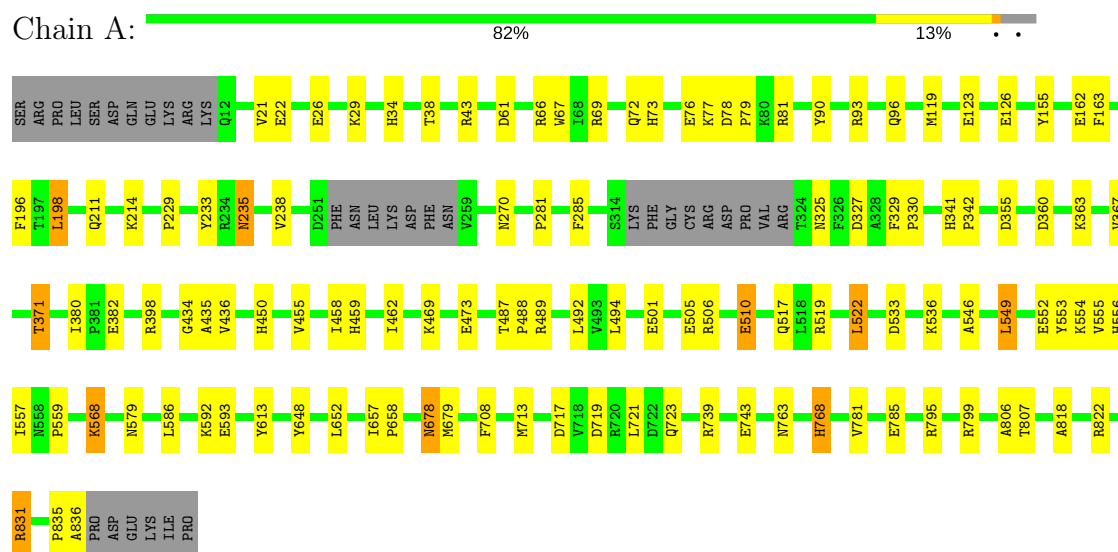 Chain A:
82% 13% • •
SER ARG PRO LEU SER ASP GLN GLU LYS ARG LYS Q12 V21 E22 E26 K29 H34 T38 R43 D61 R66 W67 I68 R69 Q72 H73 E76 K77 D78 P79 K80 R81 Y90 R93 Q96 M119 E123 E126 Y155 E162 F163
F196 T197 L198 Q211 K214 P229 Y233 R234 N235 V238 D251 PHE ASN LEU LYS ASP PHE ASN V259 N270 P281 F285 S314 LYS PHE GLY CYS ARG ASP PRO VAL ARG T324 N325 F326 D327 A328 F329 P330 H341 P342 D355 D360 K363 V367
T371 I380 P381 E382 R398 G434 A435 V436 H450 V455 I458 H459 I462 K469 E473 T487 P488 R489 L492 V493 L494 E501 E505 R506 E510 Q517 L518 R519 L522 D533 K536 A546 L549 E552 Y553 K554 V555 H556
I557 N558 P559 K568 N579 L586 K592 E593 Y613 Y648 L652 I657 P658 N678 M679 F708 M713 D717 V718 D719 R720 L721 D722 Q723 R739 E743 N763 H768 V781 E785 R795 R799 A806 T807 A818 R822
R831 P835 A836 PRO ASP GLU LYS ILE PRO